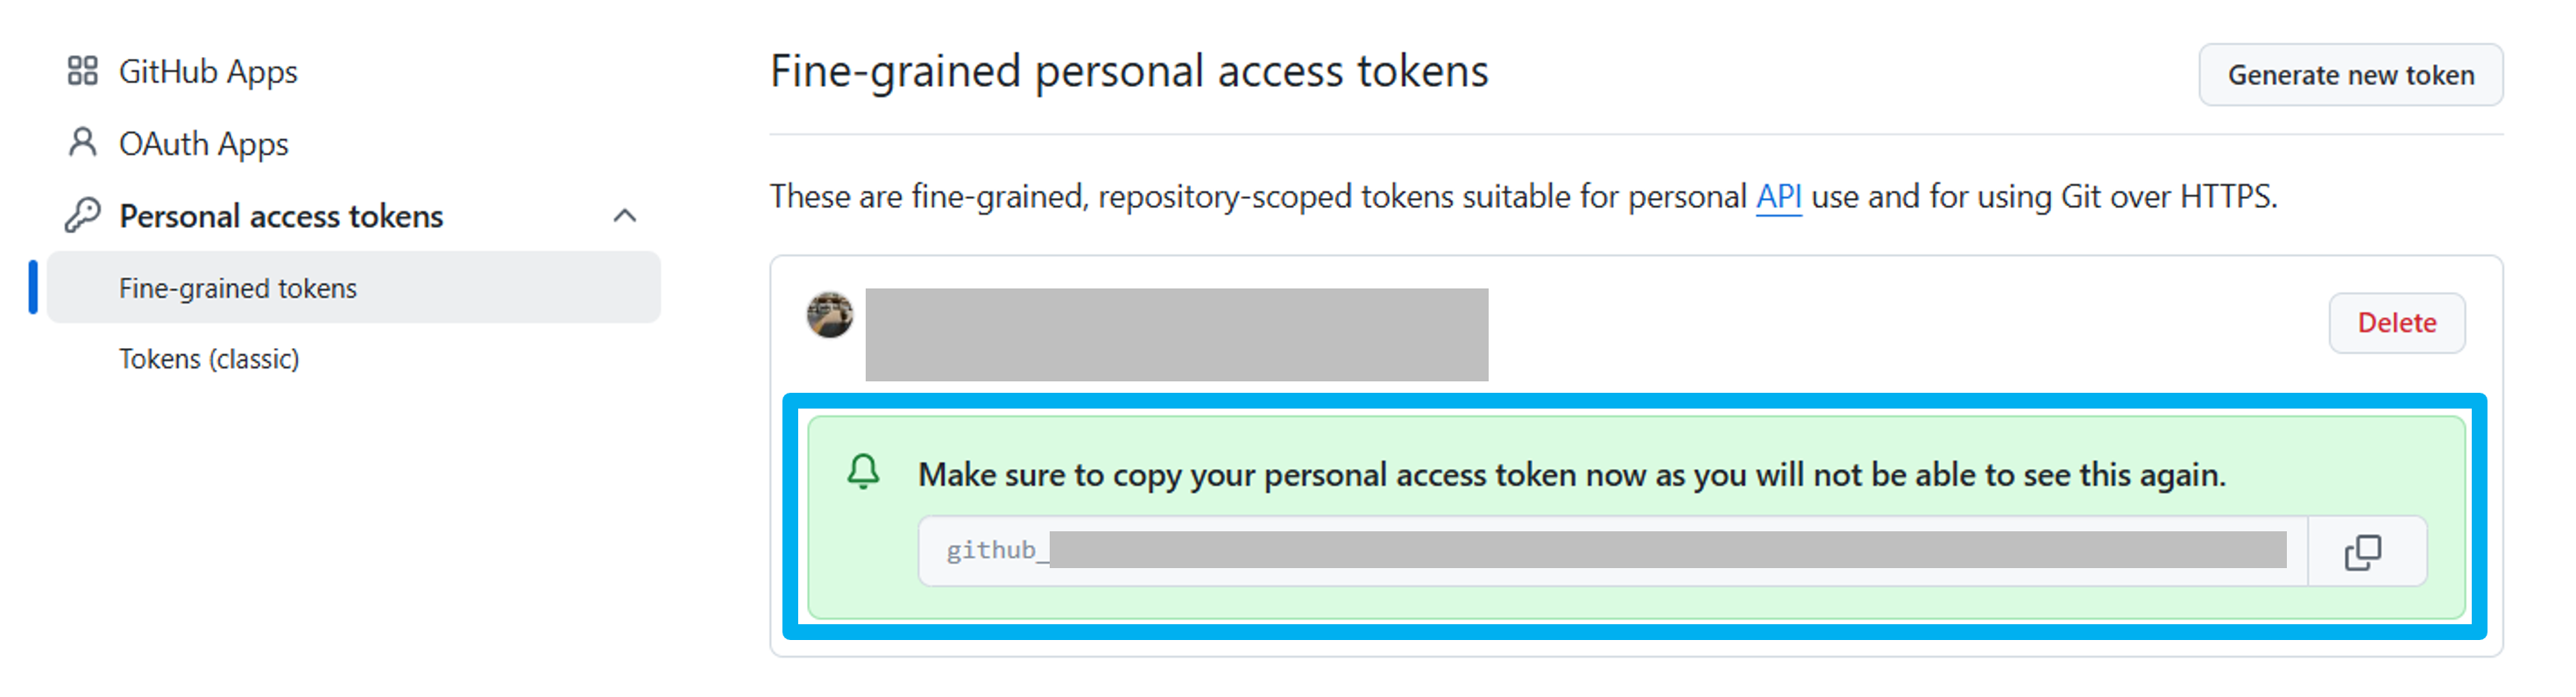 GitHub Apps
OAuth Apps
Personal access tokens
Fine-grained tokens
Tokens (classic)
Fine-grained personal access tokens
Generate new token
These are fine-grained, repository-scoped tokens suitable for personal API use and for using Git over HTTPS.
Delete
Make sure to copy your personal access token now as you will not be able to see this again.
github_